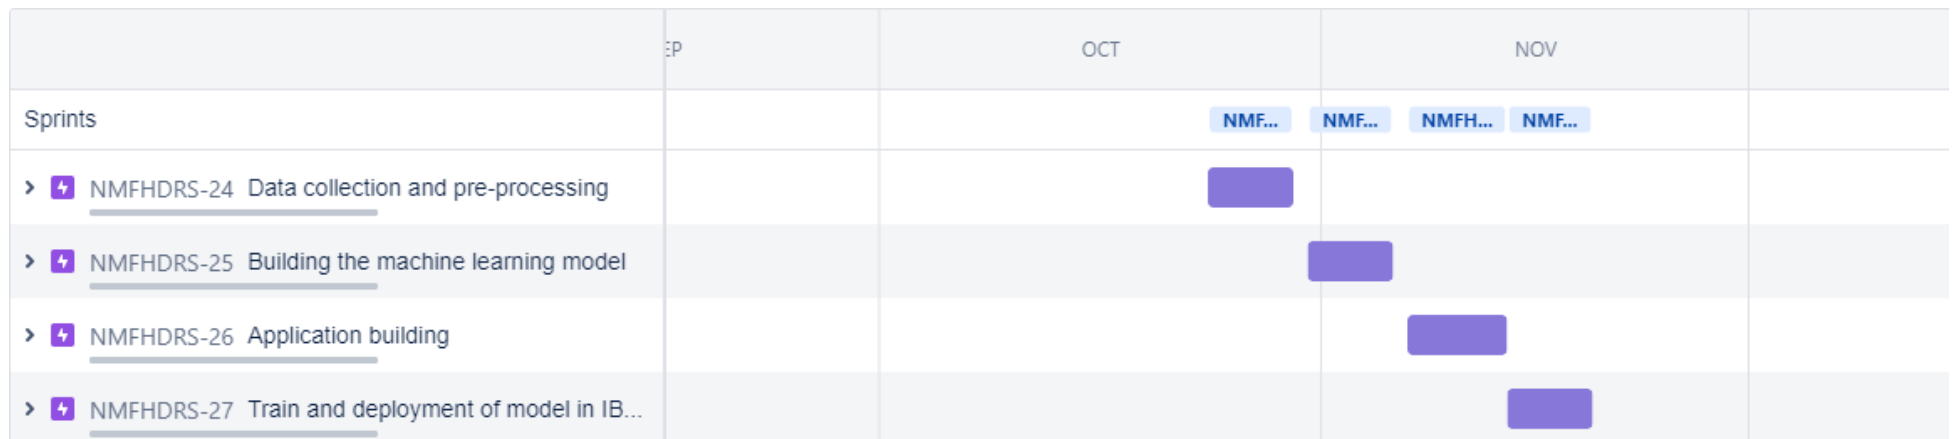 EP OCT NOV
Sprints NMF... NMF... NMFH... NMF...
NMFHDRS-24 Data collection and pre-processing
NMFHDRS-25 Building the machine learning model
NMFHDRS-26 Application building
NMFHDRS-27 Train and deployment of model in IB...